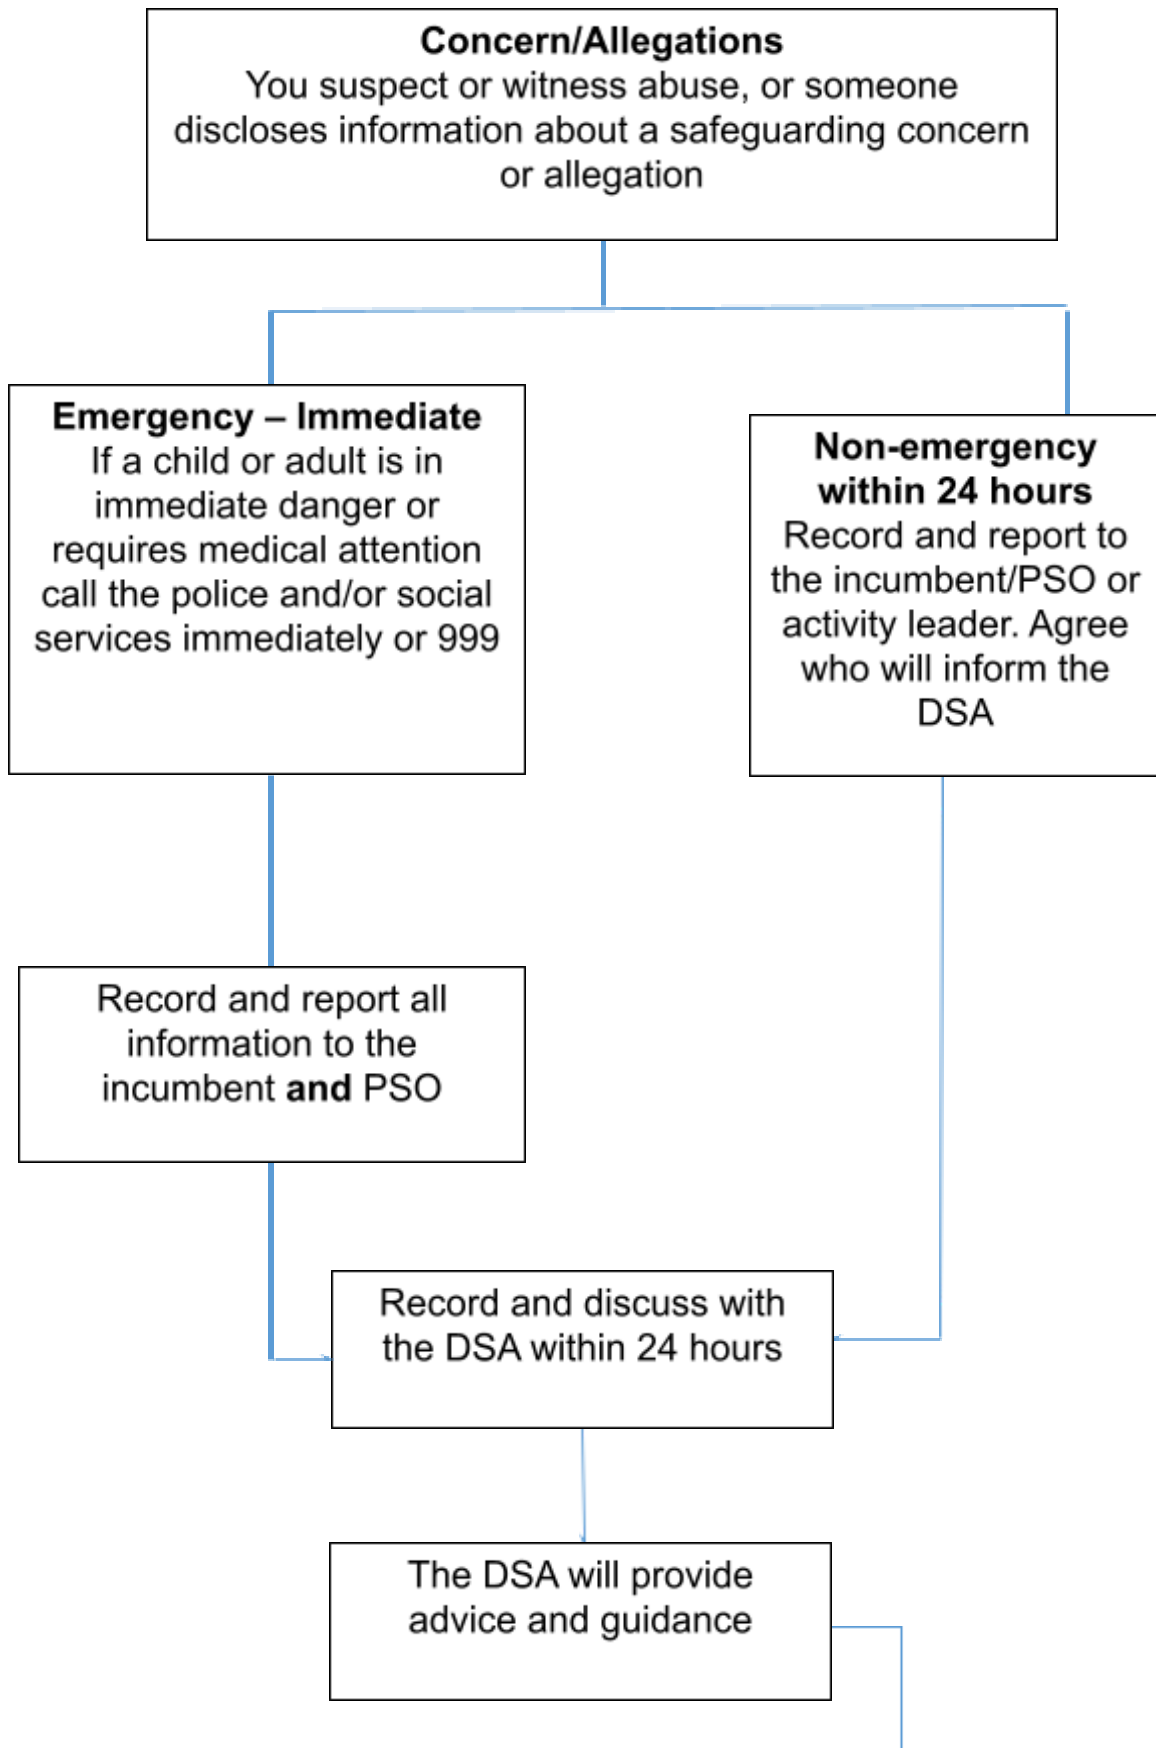 Concern/Allegations
You suspect or witness abuse, or someone
discloses information about a safeguarding concern
or allegation
Emergency – Immediate
If a child or adult is in
immediate danger or
requires medical attention
call the police and/or social
services immediately or 999
Non-emergency
within 24 hours
Record and report to
the incumbent/PSO or
activity leader. Agree
who will inform the
DSA
Record and report all
information to the
incumbent and PSO
Record and discuss with
the DSA within 24 hours
The DSA will provide
advice and guidance